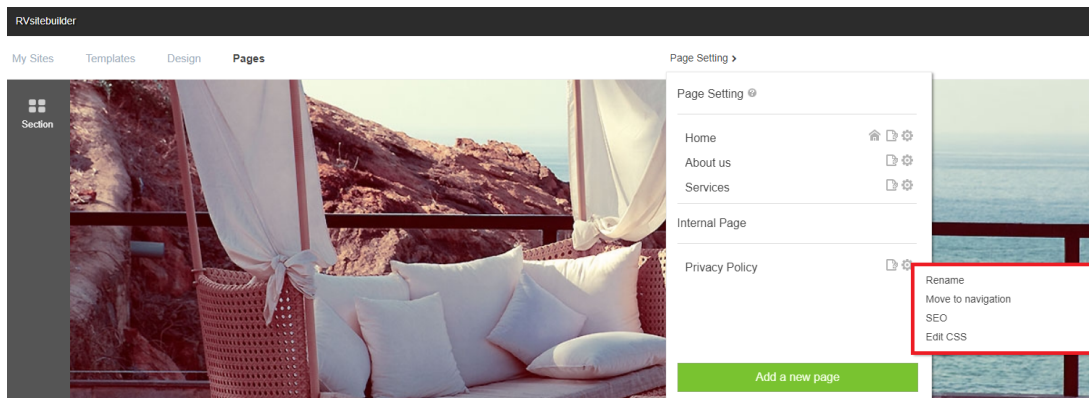 RVsitebuilder
My Sites Templates Design Pages Page Setting >
Section
Page Setting ?
Home
About us
Services
Internal Page
Privacy Policy
Rename
Move to navigation
SEO
Edit CSS
Add a new page